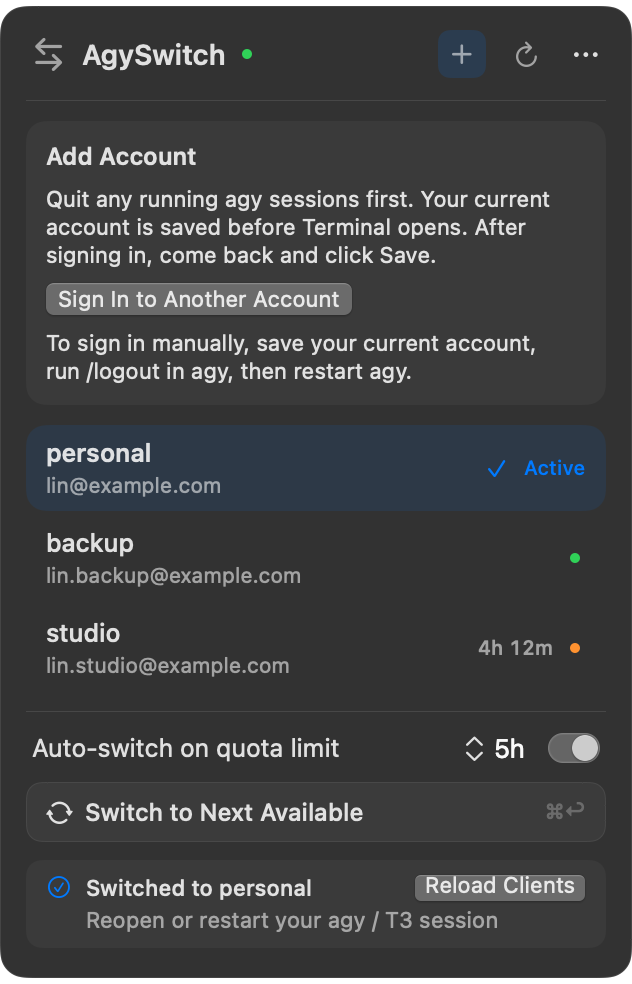 AgySwitch
Add Account
Quit any running agy sessions first. Your current
account is saved before Terminal opens. After
signing in, come back and click Save.
Sign In to Another Account
To sign in manually, save your current account,
run /logout in agy, then restart agy.
personal
lin@example.com
Active
backup
lin.backup@example.com
studio
lin.studio@example.com
4h 12m
Auto-switch on quota limit
5h
Switch to Next Available
⌘↩
Switched to personal
Reload Clients
Reopen or restart your agy / T3 session